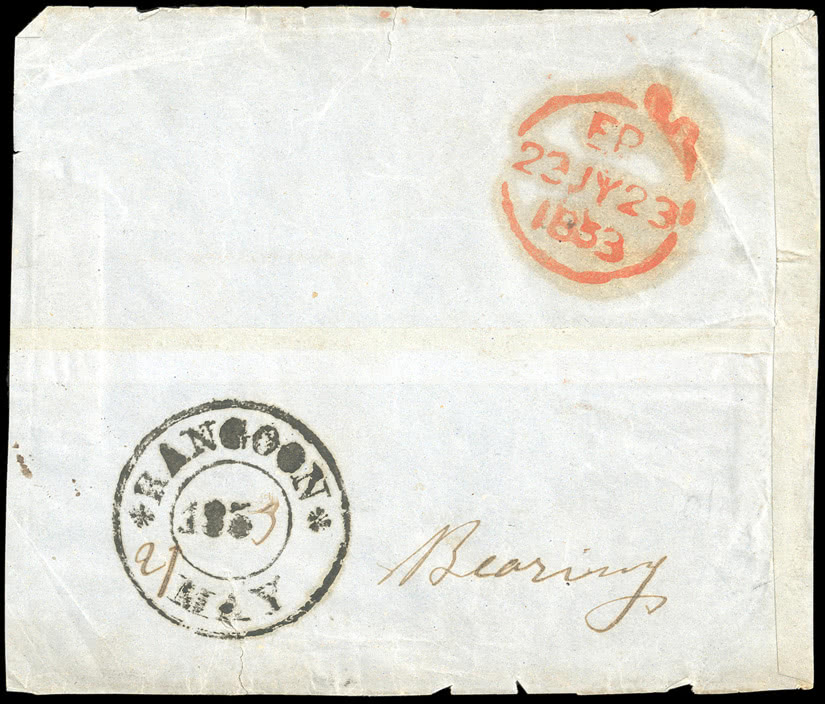 EP
23 JY 23
1853
* RANGOON *
1853
21
MAY
Bearing